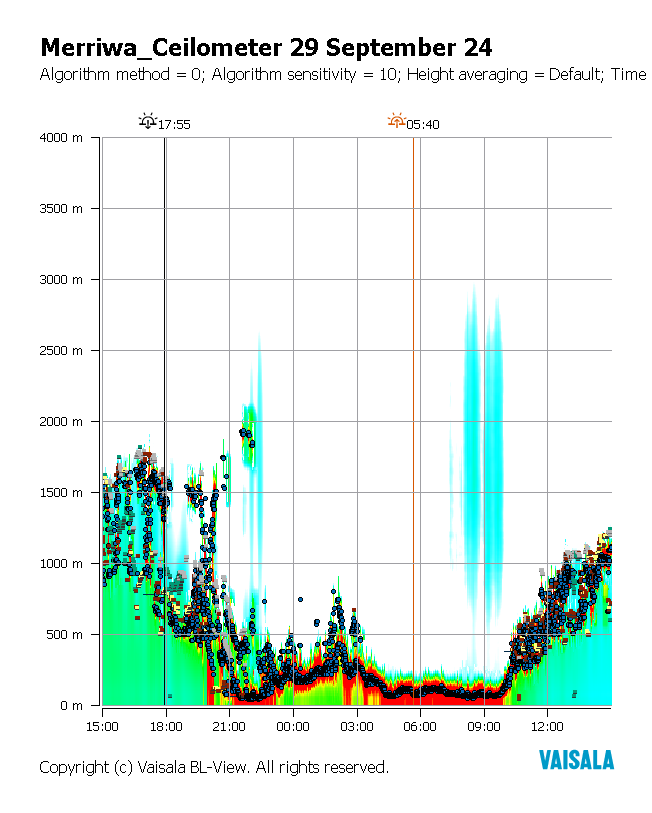 Merriwa_Ceilometer 29 September 24
Algorithm method = 0; Algorithm sensitivity = 10; Height averaging = Default; Time
17:55 05:40
4000 m
3500 m
3000 m
2500 m
2000 m
1500 m
1000 m
500 m
0 m
15:00 18:00 21:00 00:00 03:00 06:00 09:00 12:00
VAISALA
Copyright (c) Vaisala BL-View. All rights reserved.